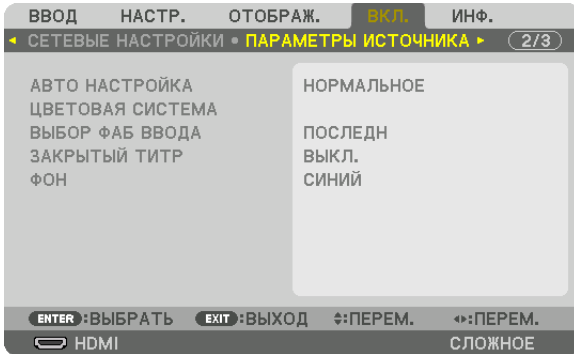 ВВОД НАСТР. ОТОБРАЖ. ВКЛ. ИНФ.
◄ СЕТЕВЫЕ НАСТРОЙКИ • ПАРАМЕТРЫ ИСТОЧНИКА ► 2/3
АВТО НАСТРОЙКА НОРМАЛЬНОЕ
ЦВЕТОВАЯ СИСТЕМА
ВЫБОР ФАБ ВВОДА ПОСЛЕДН
ЗАКРЫТЫЙ ТИТР ВЫКЛ.
ФОН СИНИЙ
ENTER :ВЫБРАТЬ EXIT :ВЫХОД :ПЕРЕМ. :ПЕРЕМ.
HDMI СЛОЖНОЕ